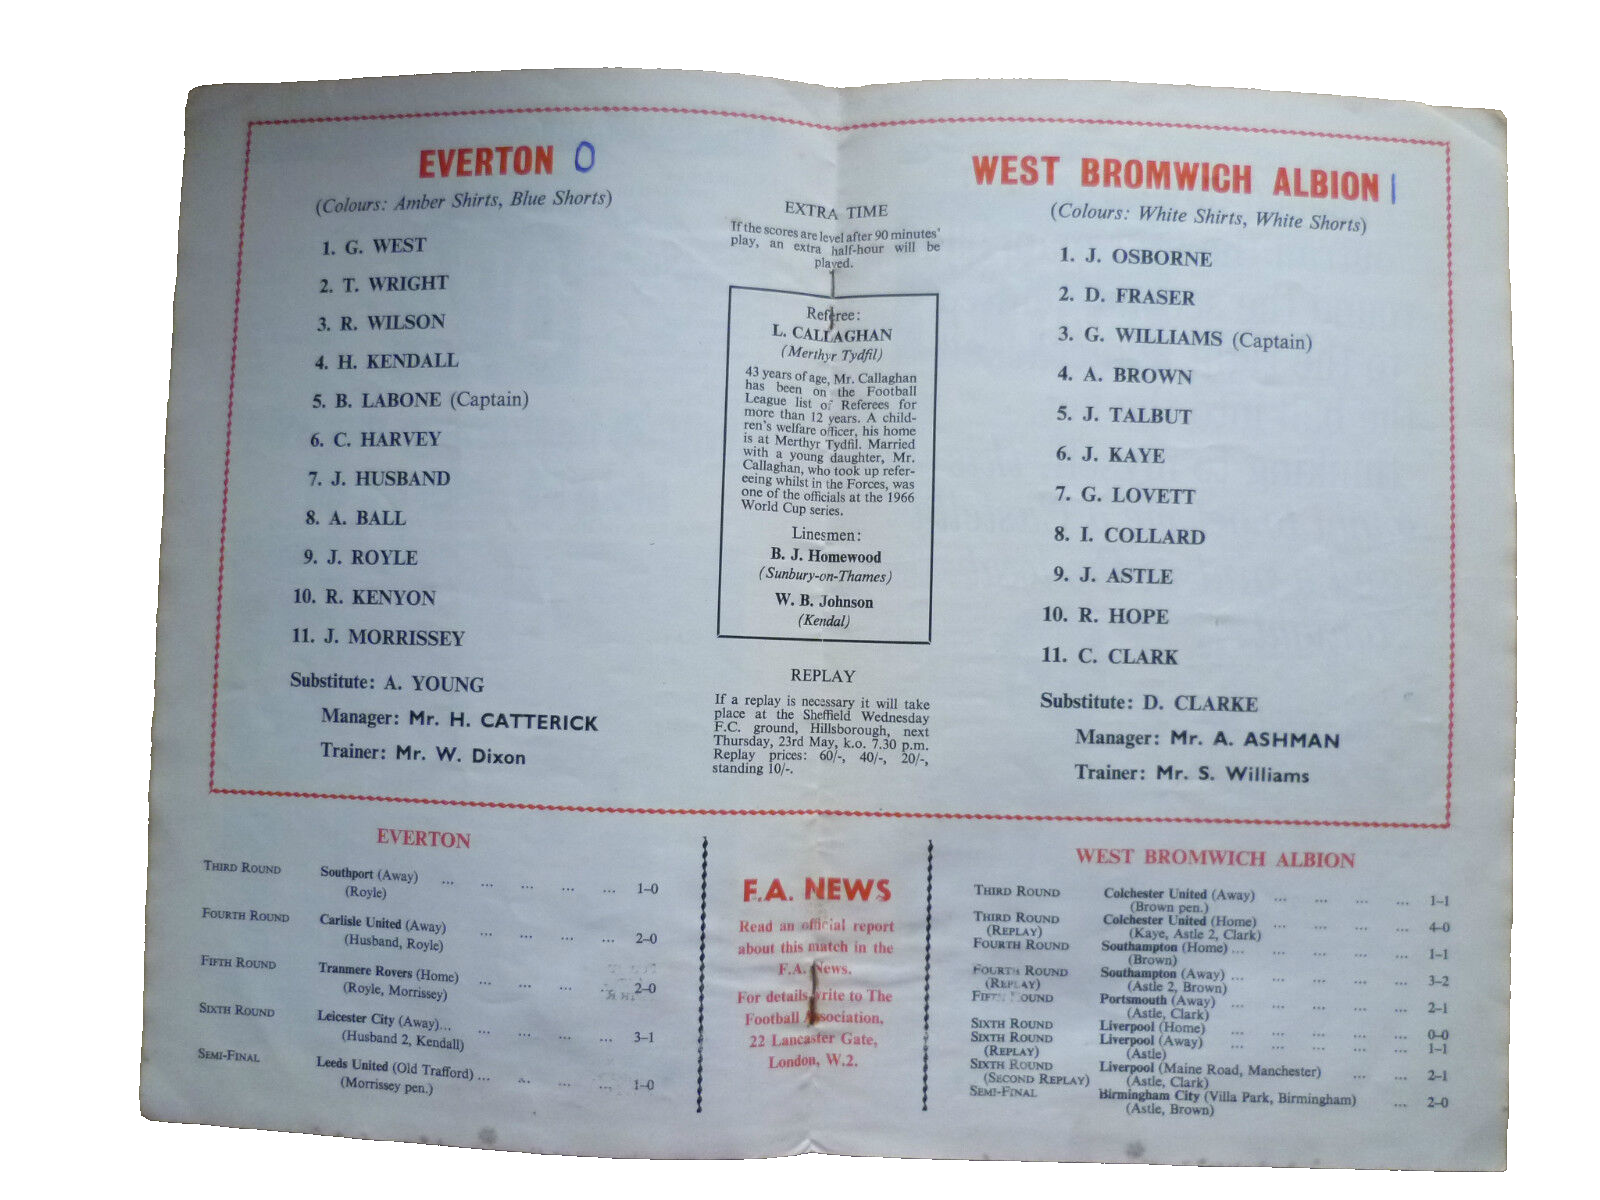 EVERTON 0
(Colours: Amber Shirts, Blue Shorts)
1. G. WEST
2. T. WRIGHT
3. R. WILSON
4. H. KENDALL
5. B. LABONE (Captain)
6. C. HARVEY
7. J. HUSBAND
8. A. BALL
9. J. ROYLE
10. R. KENYON
11. J. MORRISSEY
Substitute: A. YOUNG
Manager: Mr. H. CATTERICK
Trainer: Mr. W. Dixon
EXTRA TIME
If the scores are level after 90 minutes'
play, an extra half-hour will be
played.
Referee:
L. CALLAGHAN
(Merthyr Tydfil)
43 years of age, Mr. Callaghan
has been on the Football
League list of Referees for
more than 12 years. A child-
ren's welfare officer, his home
is at Merthyr Tydfil. Married
with a young daughter, Mr.
Callaghan, who took up refer-
eeing whilst in the Forces, was
one of the officials at the 1966
World Cup series.
Linesmen:
B. J. Homewood
(Sunbury-on-Thames)
W. B. Johnson
(Kendal)
REPLAY
If a replay is necessary it will take
place at the Sheffield Wednesday
F.C. ground, Hillsborough, next
Thursday, 23rd May, k.o. 7.30 p.m.
Replay prices: 60/-, 40/-, 20/-,
standing 10/-.
WEST BROMWICH ALBION 1
(Colours: White Shirts, White Shorts)
1. J. OSBORNE
2. D. FRASER
3. G. WILLIAMS (Captain)
4. A. BROWN
5. J. TALBUT
6. J. KAYE
7. G. LOVETT
8. I. COLLARD
9. J. ASTLE
10. R. HOPE
11. C. CLARK
Substitute: D. CLARKE
Manager: Mr. A. ASHMAN
Trainer: Mr. S. Williams
EVERTON
THIRD ROUND Southport (Away) ... ... ... ... ... 1–0
(Royle)
FOURTH ROUND Carlisle United (Away) ... ... ... ... 2–0
(Husband, Royle)
FIFTH ROUND Tranmere Rovers (Home) ... ... ... ... 2–0
(Royle, Morrissey)
SIXTH ROUND Leicester City (Away)... ... ... ... ... 3–1
(Husband 2, Kendall)
SEMI-FINAL Leeds United (Old Trafford) ... ... ... ... 1–0
(Morrissey pen.)
F.A. NEWS
Read an official report
about this match in the
F.A. News.
For details write to The
Football Association,
22 Lancaster Gate,
London, W.2.
WEST BROMWICH ALBION
THIRD ROUND Colchester United (Away) ... ... ... ... 1–1
(Brown pen.)
THIRD ROUND Colchester United (Home) ... ... ... ... 4–0
(REPLAY) (Kaye, Astle 2, Clark)
FOURTH ROUND Southampton (Home)... ... ... ... ... 1–1
(Brown)
FOURTH ROUND Southampton (Away) ... ... ... ... ... 3–2
(REPLAY) (Astle 2, Brown)
FIFTH ROUND Portsmouth (Away) ... ... ... ... ... 2–1
(Astle, Clark)
SIXTH ROUND Liverpool (Home) ... ... ... ... ... 0–0
SIXTH ROUND Liverpool (Away) ... ... ... ... ... 1–1
(REPLAY) (Astle)
SIXTH ROUND Liverpool (Maine Road, Manchester) ... ... 2–1
(SECOND REPLAY) (Astle, Clark)
SEMI-FINAL Birmingham City (Villa Park, Birmingham) ... 2–0
(Astle, Brown)